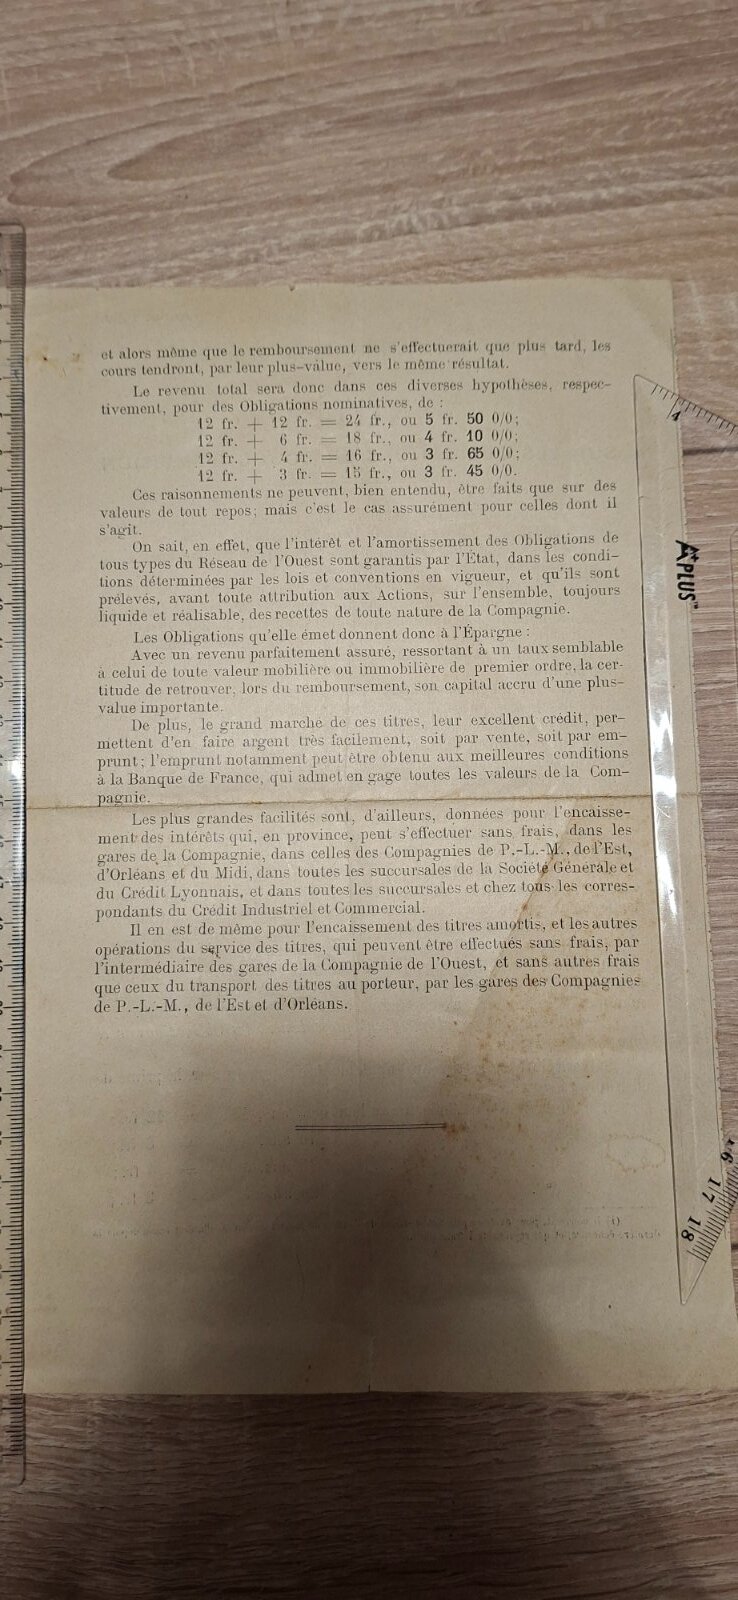 et alors même que le remboursement ne s'effectuerait que plus tard, les
cours tendront, par leur plus-value, vers le même résultat.
Le revenu total sera donc dans ces diverses hypothèses, respec-
tivement, pour des Obligations nominatives, de :
12 fr. + 12 fr. = 24 fr., ou 5 fr. 50 0/0;
12 fr. + 6 fr. = 18 fr., ou 4 fr. 10 0/0;
12 fr. + 4 fr. = 16 fr., ou 3 fr. 65 0/0;
12 fr. + 3 fr. = 15 fr., ou 3 fr. 45 0/0.
Ces raisonnements ne peuvent, bien entendu, être faits que sur des
valeurs de tout repos; mais c'est le cas assurément pour celles dont il
s'agit.
On sait, en effet, que l'intérêt et l'amortissement des Obligations de
tous types du Réseau de l'Ouest sont garantis par l'État, dans les condi-
tions déterminées par les lois et conventions en vigueur, et qu'ils sont
prélevés, avant toute attribution aux Actions, sur l'ensemble, toujours
liquide et réalisable, des recettes de toute nature de la Compagnie.
Les Obligations qu'elle émet donnent donc à l'Épargne :
Avec un revenu parfaitement assuré, ressortant à un taux semblable
à celui de toute valeur mobilière ou immobilière de premier ordre, la cer-
titude de retrouver, lors du remboursement, son capital accru d'une plus-
value importante.
De plus, le grand marché de ces titres, leur excellent crédit, per-
mettent d'en faire argent très facilement, soit par vente, soit par em-
prunt; l'emprunt notamment peut être obtenu aux meilleures conditions
à la Banque de France, qui admet en gage toutes les valeurs de la Com-
pagnie.
Les plus grandes facilités sont, d'ailleurs, données pour l'encaisse-
ment des intérêts qui, en province, peut s'effectuer sans frais, dans les
gares de la Compagnie, dans celles des Compagnies de P.-L.-M., de l'Est,
d'Orléans et du Midi, dans toutes les succursales de la Société Générale et
du Crédit Lyonnais, et dans toutes les succursales et chez tous les corres-
pondants du Crédit Industriel et Commercial.
Il en est de même pour l'encaissement des titres amortis, et les autres
opérations du service des titres, qui peuvent être effectués sans frais, par
l'intermédiaire des gares de la Compagnie de l'Ouest, et sans autres frais
que ceux du transport des titres au porteur, par les gares des Compagnies
de P.-L.-M., de l'Est et d'Orléans.
A+PLUS™
4
9
17
18